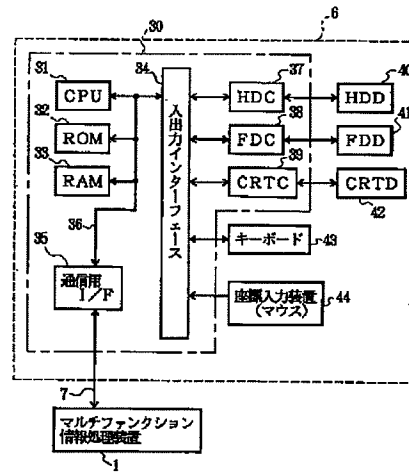 30
6
31
CPU
34
37
HDC
40
HDD
32
ROM
38
FDC
41
FDD
33
RAM
39
CRTC
CRTD
42
入出力インターフェース
36
キーボード
43
35
通信用
I/F
座標入力装置
(マウス)
44
7
マルチファンクション
情報処理装置
1